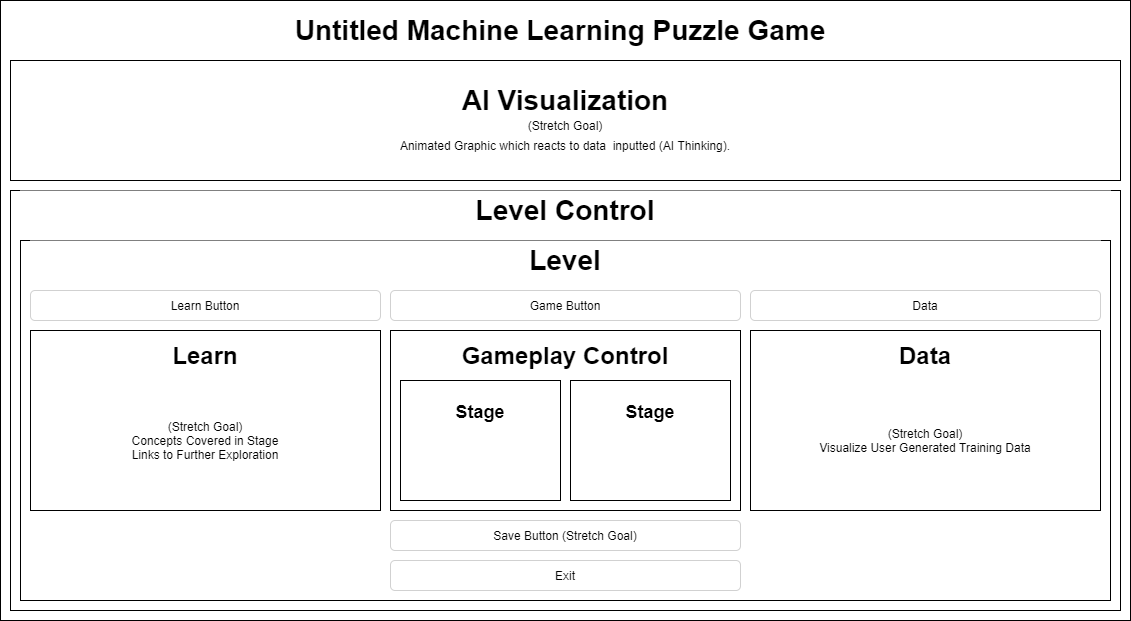 Untitled Machine Learning Puzzle Game
AI Visualization
(Stretch Goal)
Animated Graphic which reacts to data  inputted (AI Thinking).
Level Control
Level
Learn Button
Game Button
Data
Learn
(Stretch Goal)
Concepts Covered in Stage
Links to Further Exploration
Gameplay Control
Stage
Stage
Data
(Stretch Goal)
Visualize User Generated Training Data
Save Button (Stretch Goal)
Exit